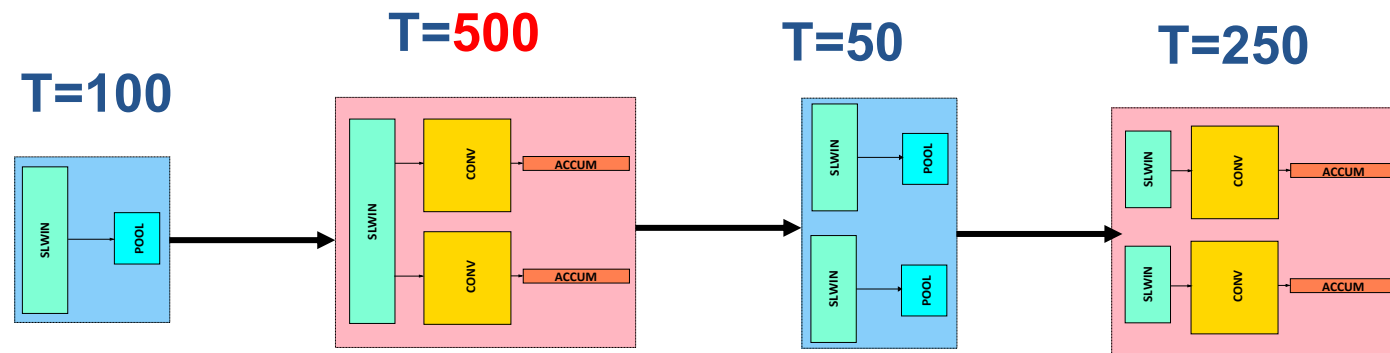 T=100
SLWIN
POOL
T=500
SLWIN
CONV
ACCUM
CONV
ACCUM
T=50
SLWIN
POOL
SLWIN
POOL
T=250
SLWIN
CONV
ACCUM
SLWIN
CONV
ACCUM